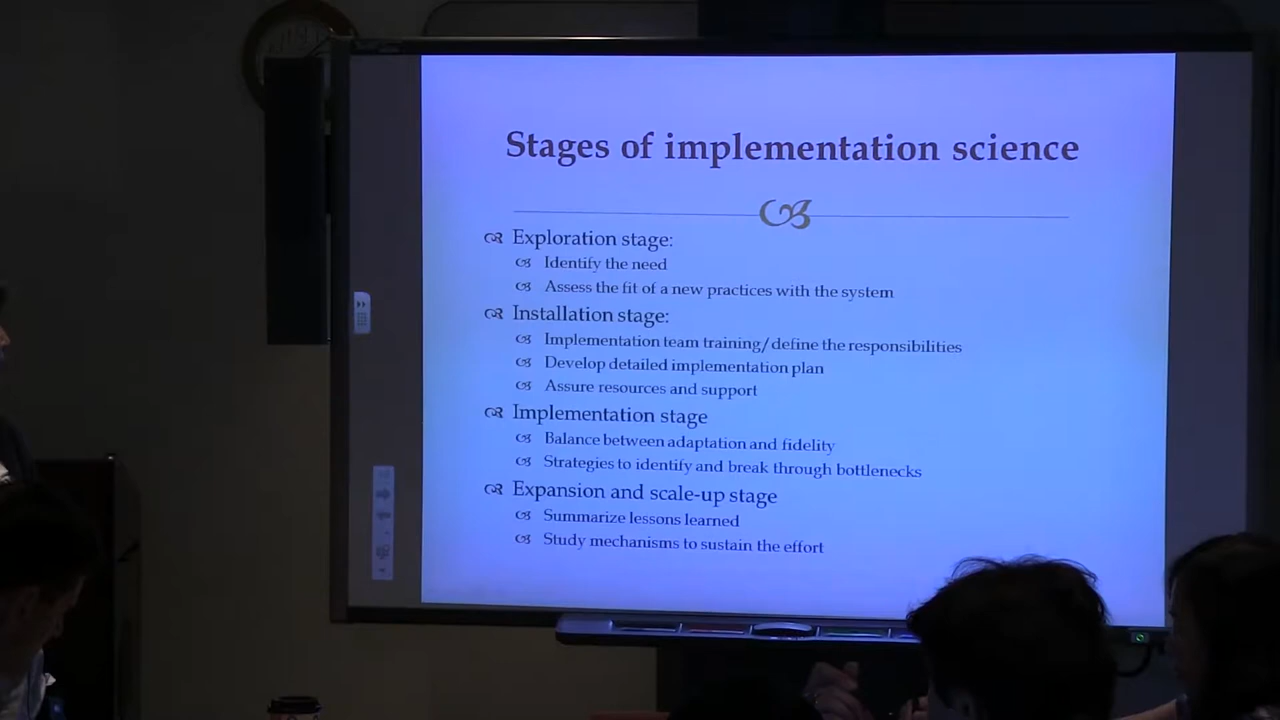 Stages of implementation science
Exploration stage:
Identify the need
Assess the fit of a new practices with the system
Installation stage:
Implementation team training/define the responsibilities
Develop detailed implementation plan
Assure resources and support
Implementation stage
Balance between adaptation and fidelity
Strategies to identify and break through bottlenecks
Expansion and scale-up stage
Summarize lessons learned
Study mechanisms to sustain the effort